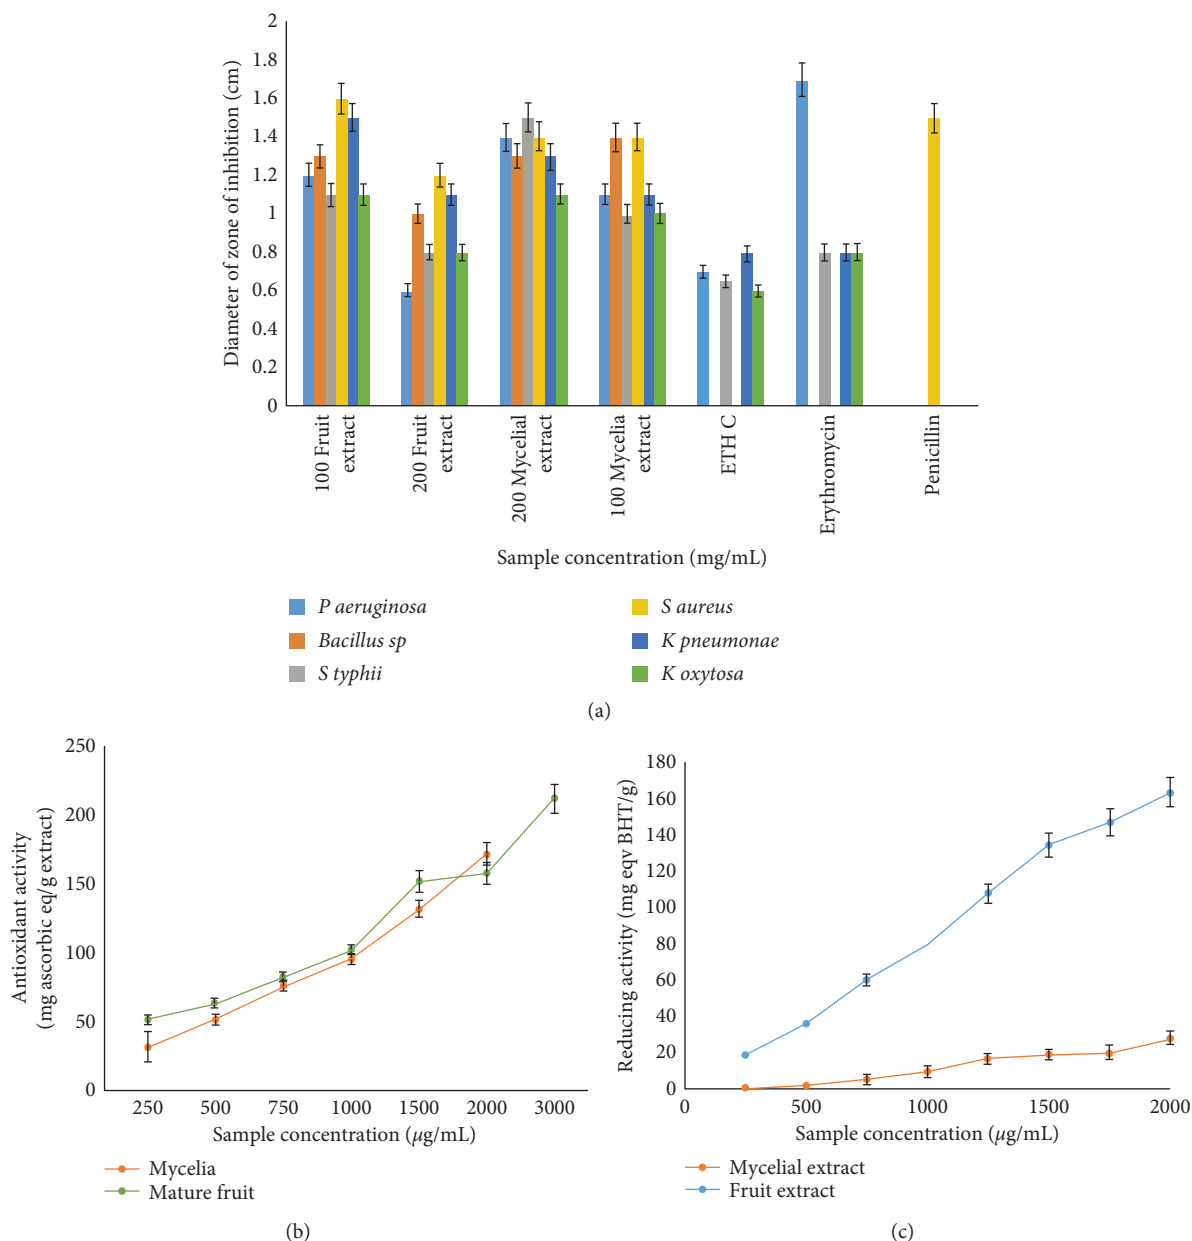 2
1.8
1.6
1.4
1.2
1
0.8
0.6
0.4
0.2
0
Diameter of zone of inhibition (cm)
100 Fruit
extract
200 Fruit
extract
200 Mycelial
extract
100 Mycelia
extract
ETH C
Erythromycin
Penicillin
Sample concentration (mg/mL)
P aeruginosa
Bacillus sp
S typhii
S aureus
K pneumonae
K oxytosa
(a)
250
200
150
100
50
0
Antioxidant activity
(mg ascorbic eq/g extract)
250 500 750 1000 1500 2000 3000
Sample concentration (μg/mL)
Mycelia
Mature fruit
(b)
180
160
140
120
100
80
60
40
20
0
Reducing activity (mg eqv BHT/g)
0 500 1000 1500 2000
Sample concentration (μg/mL)
Mycelial extract
Fruit extract
(c)